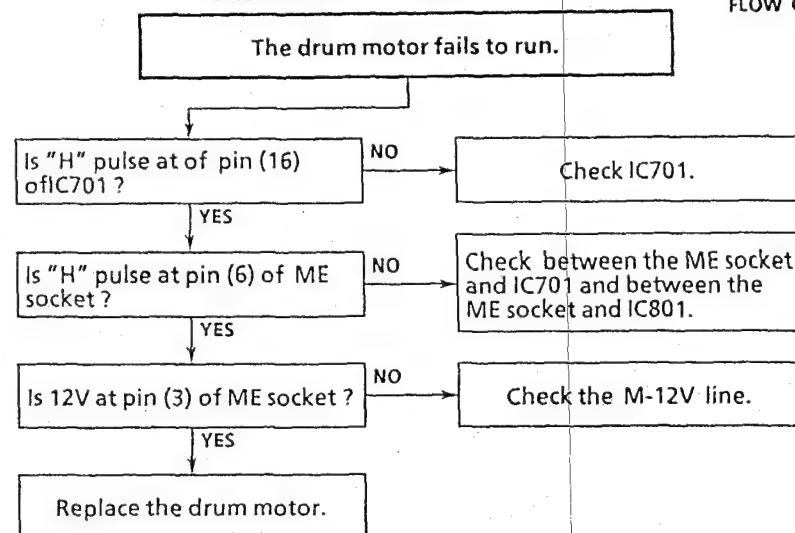 FLOW
The drum motor fails to run.
Is "H" pulse at of pin (16)
ofIC701 ?
NO
Check IC701.
YES
Is "H" pulse at pin (6) of ME
socket ?
NO
Check between the ME socket
and IC701 and between the
ME socket and IC801.
YES
Is 12V at pin (3) of ME socket ?
NO
Check the M-12V line.
YES
Replace the drum motor.